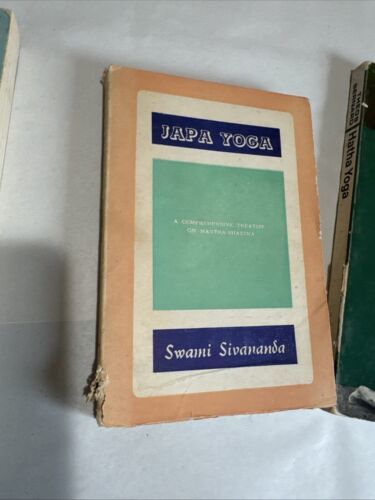 JAPA YOGA
A COMPREHENSIVE TREATISE
ON MANTRA-SHASTRA
Swami Sivananda
Hatha Yoga